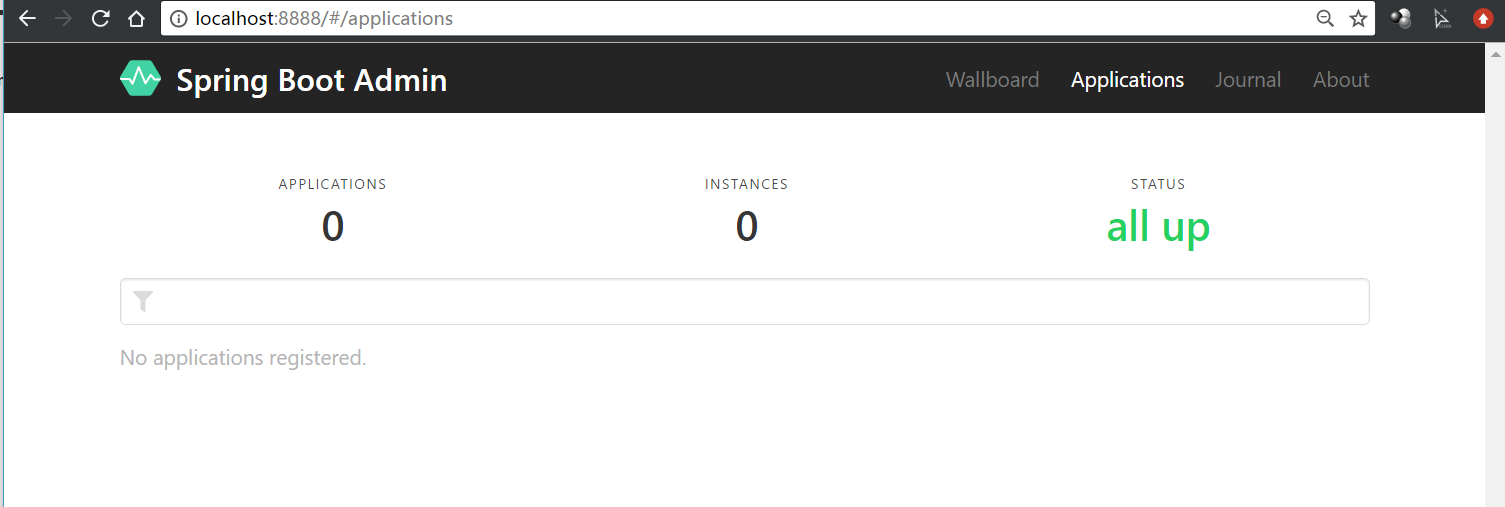 localhost:8888/#/applications
Spring Boot Admin Wallboard Applications Journal About
APPLICATIONS INSTANCES STATUS
0 0 all up
No applications registered.